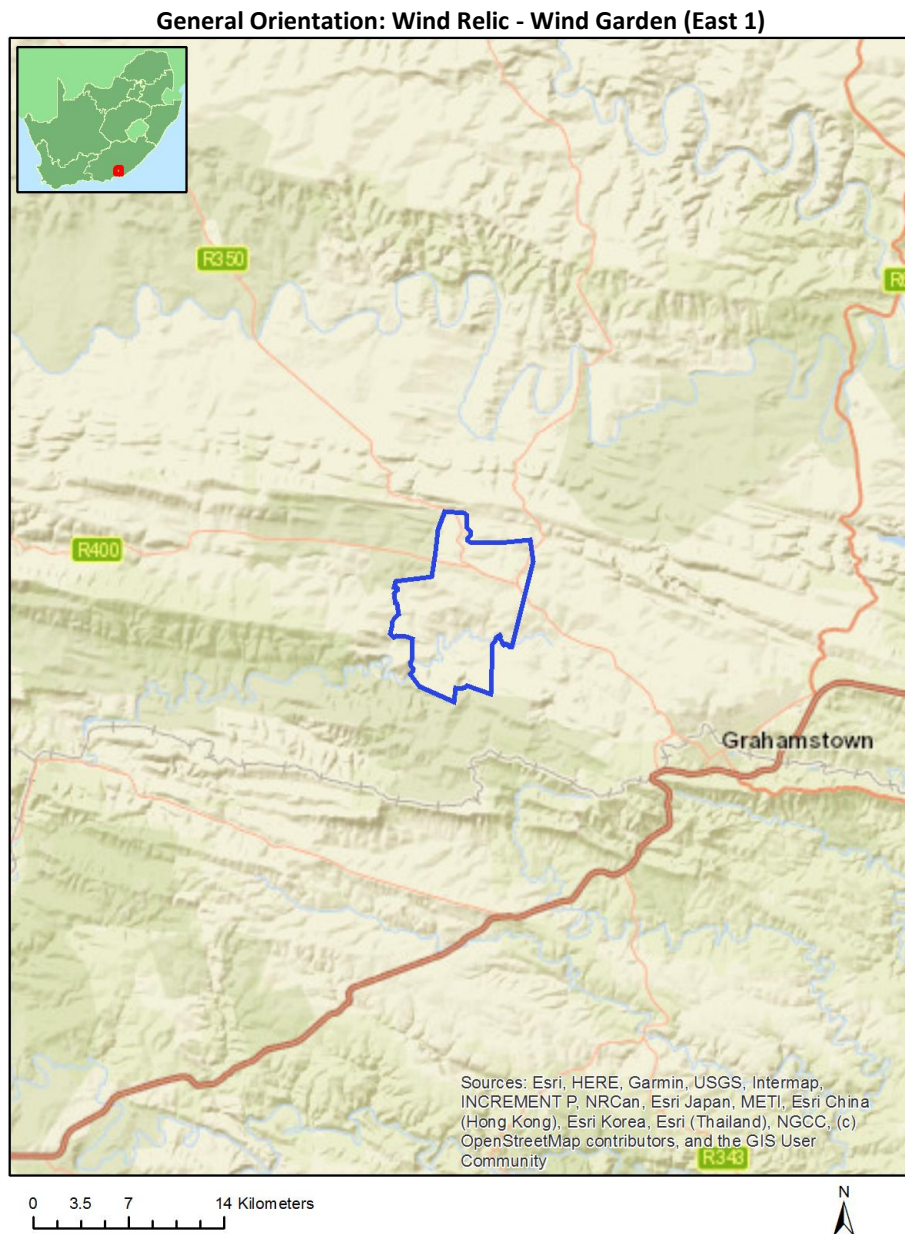 General Orientation: Wind Relic - Wind Garden (East 1)
R350
R400
Grahamstown
Sources: Esri, HERE, Garmin, USGS, Intermap,
INCREMENT P, NRCan, Esri Japan, METI, Esri China
(Hong Kong), Esri Korea, Esri (Thailand), NGCC, (c)
OpenStreetMap contributors, and the GIS User
Community
R343
0 3.5 7 14 Kilometers
N